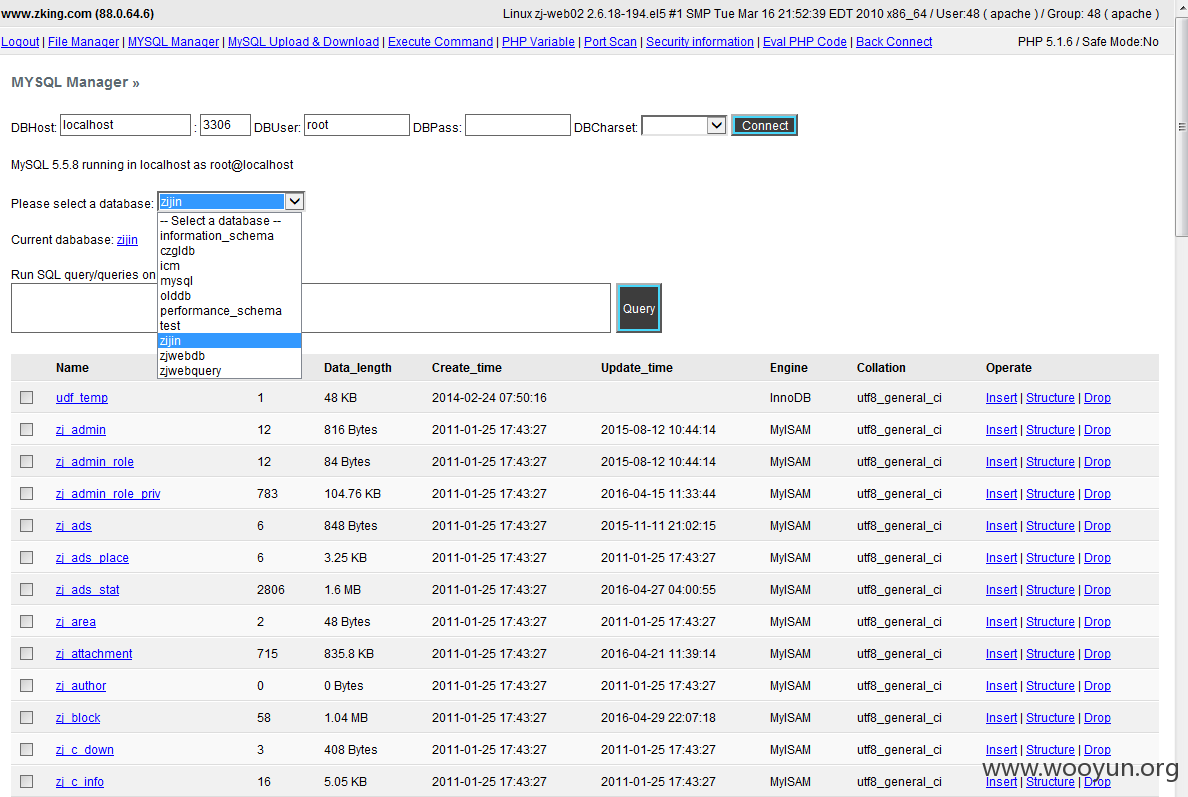 www.zking.com (88.0.64.6) Linux zj-web02 2.6.18-194.el5 #1 SMP Tue Mar 16 21:52:39 EDT 2010 x86_64 / User:48 ( apache ) / Group: 48 ( apache )
Logout | File Manager | MYSQL Manager | MySQL Upload & Download | Execute Command | PHP Variable | Port Scan | Security information | Eval PHP Code | Back Connect PHP 5.1.6 / Safe Mode:No
MYSQL Manager »
DBHost: localhost : 3306 DBUser: root DBPass: DBCharset: Connect
MySQL 5.5.8 running in localhost as root@localhost
Please select a database: zijin
-- Select a database --
Current dababase: zijin
information_schema
czgldb
icm
Run SQL query/queries on
mysql
olddb
performance_schema
Query
test
zijin
zjwebdb
zjwebquery
Name Data_length Create_time Update_time Engine Collation Operate
udf_temp 1 48 KB 2014-02-24 07:50:16 InnoDB utf8_general_ci Insert | Structure | Drop
zj_admin 12 816 Bytes 2011-01-25 17:43:27 2015-08-12 10:44:14 MyISAM utf8_general_ci Insert | Structure | Drop
zj_admin_role 12 84 Bytes 2011-01-25 17:43:27 2015-08-12 10:44:14 MyISAM utf8_general_ci Insert | Structure | Drop
zj_admin_role_priv 783 104.76 KB 2011-01-25 17:43:27 2016-04-15 11:33:44 MyISAM utf8_general_ci Insert | Structure | Drop
zj_ads 6 848 Bytes 2011-01-25 17:43:27 2015-11-11 21:02:15 MyISAM utf8_general_ci Insert | Structure | Drop
zj_ads_place 6 3.25 KB 2011-01-25 17:43:27 2011-01-25 17:43:27 MyISAM utf8_general_ci Insert | Structure | Drop
zj_ads_stat 2806 1.6 MB 2011-01-25 17:43:27 2016-04-27 04:00:55 MyISAM utf8_general_ci Insert | Structure | Drop
zj_area 2 48 Bytes 2011-01-25 17:43:27 2011-01-25 17:43:27 MyISAM utf8_general_ci Insert | Structure | Drop
zj_attachment 715 835.8 KB 2011-01-25 17:43:27 2016-04-21 11:39:14 MyISAM utf8_general_ci Insert | Structure | Drop
zj_author 0 0 Bytes 2011-01-25 17:43:27 2011-01-25 17:43:27 MyISAM utf8_general_ci Insert | Structure | Drop
zj_block 58 1.04 MB 2011-01-25 17:43:27 2016-04-29 22:07:18 MyISAM utf8_general_ci Insert | Structure | Drop
zj_c_down 3 408 Bytes 2011-01-25 17:43:27 2011-01-25 17:43:27 MyISAM utf8_general_ci Insert | Structure | Drop
www.wooyun.org
zj_c_info 16 5.05 KB 2011-01-25 17:43:27 2011-01-25 17:43:27 MyISAM utf8_general_ci Insert | Structure | Drop